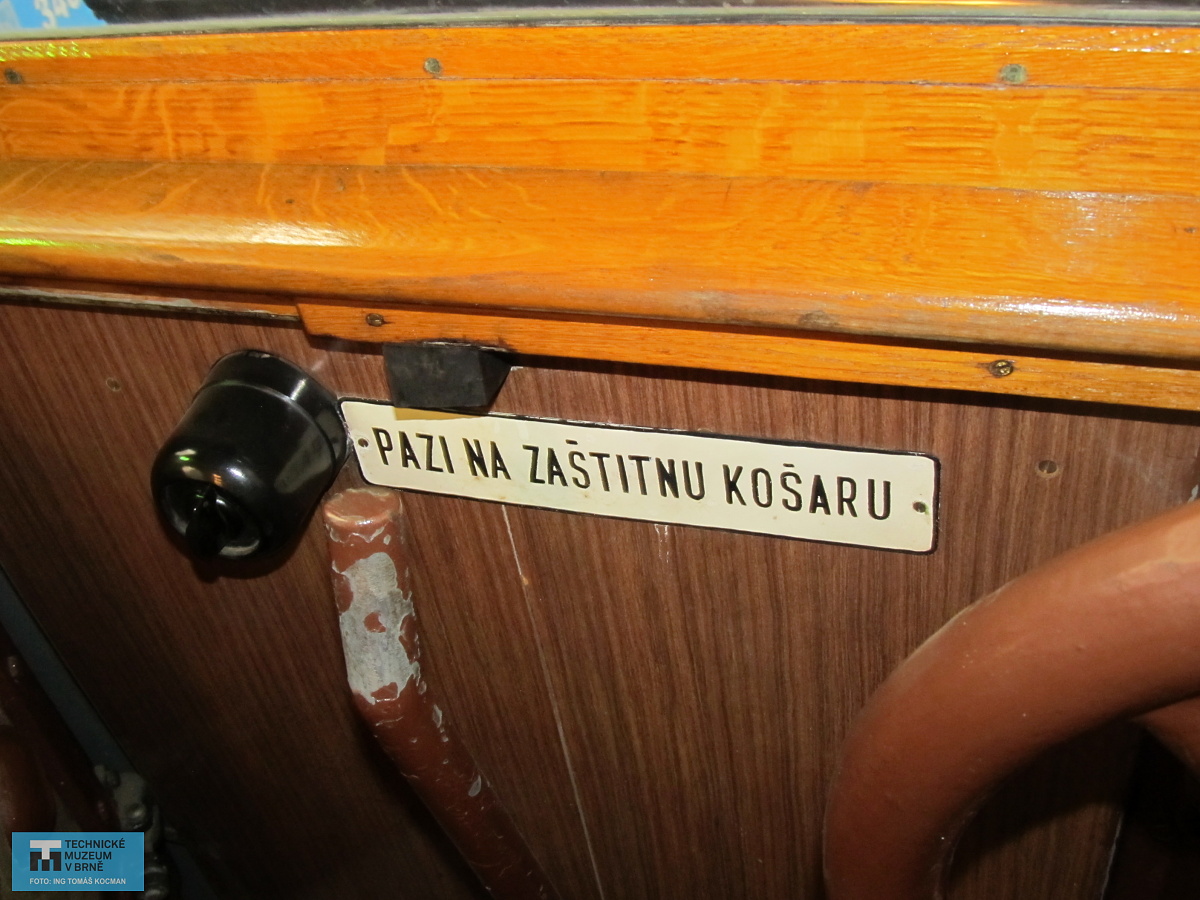 PAZI NA ZAŠTITNU KOŠARU
TECHNICKÉ
MUZEUM
V BRNĚ
FOTO: ING TOMÁŠ KOCMAN